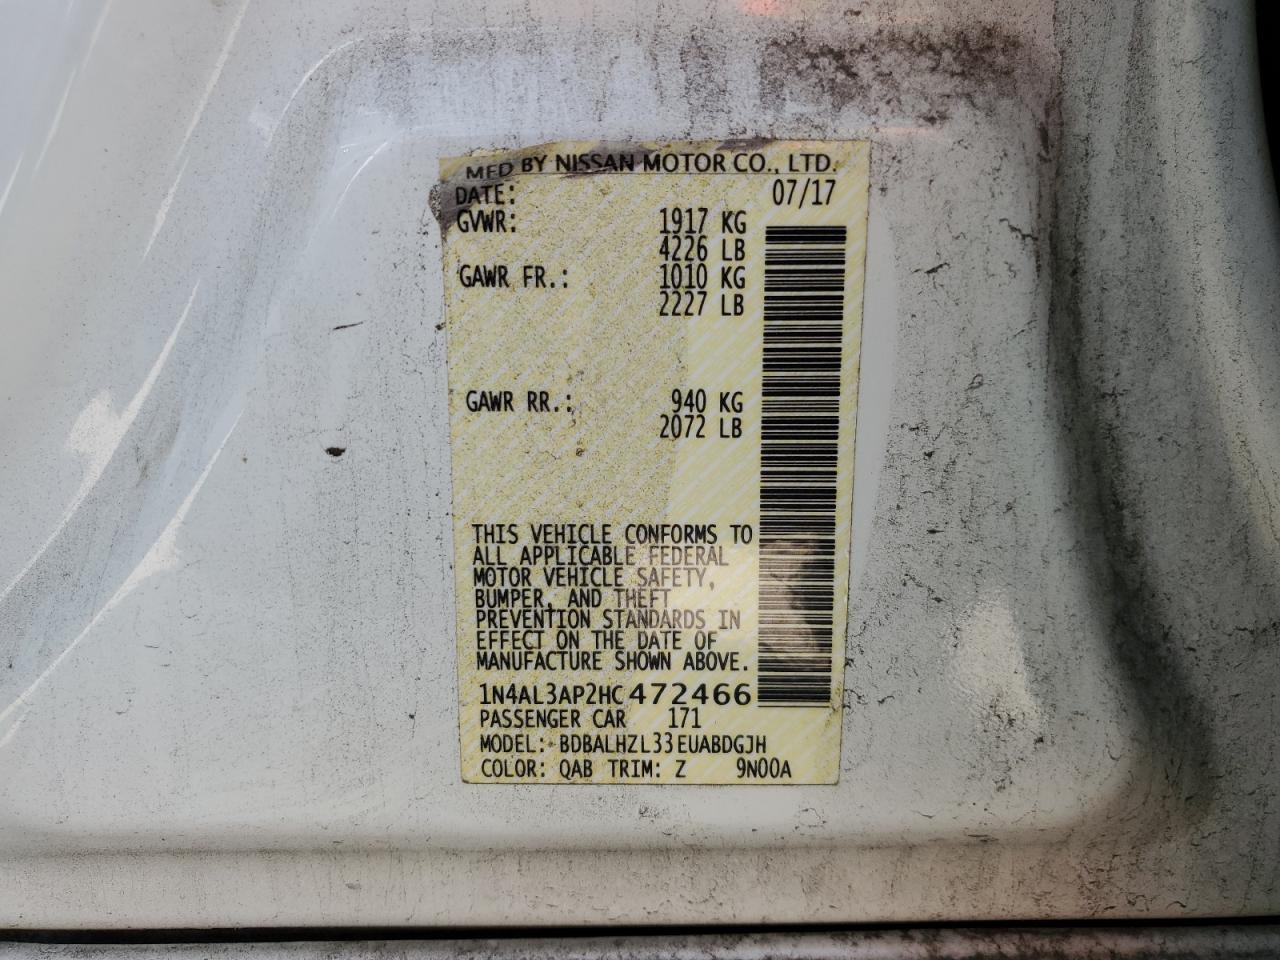 MFD BY NISSAN MOTOR CO., LTD.
DATE: 07/17
GVWR: 1917 KG
4226 LB
GAWR FR.: 1010 KG
2227 LB
GAWR RR.: 940 KG
2072 LB
THIS VEHICLE CONFORMS TO
ALL APPLICABLE FEDERAL
MOTOR VEHICLE SAFETY,
BUMPER, AND THEFT
PREVENTION STANDARDS IN
EFFECT ON THE DATE OF
MANUFACTURE SHOWN ABOVE.
1N4AL3AP2HC472466
PASSENGER CAR 171
MODEL: BDBALHZL33EUABDGJH
COLOR: QAB TRIM: Z 9N00A